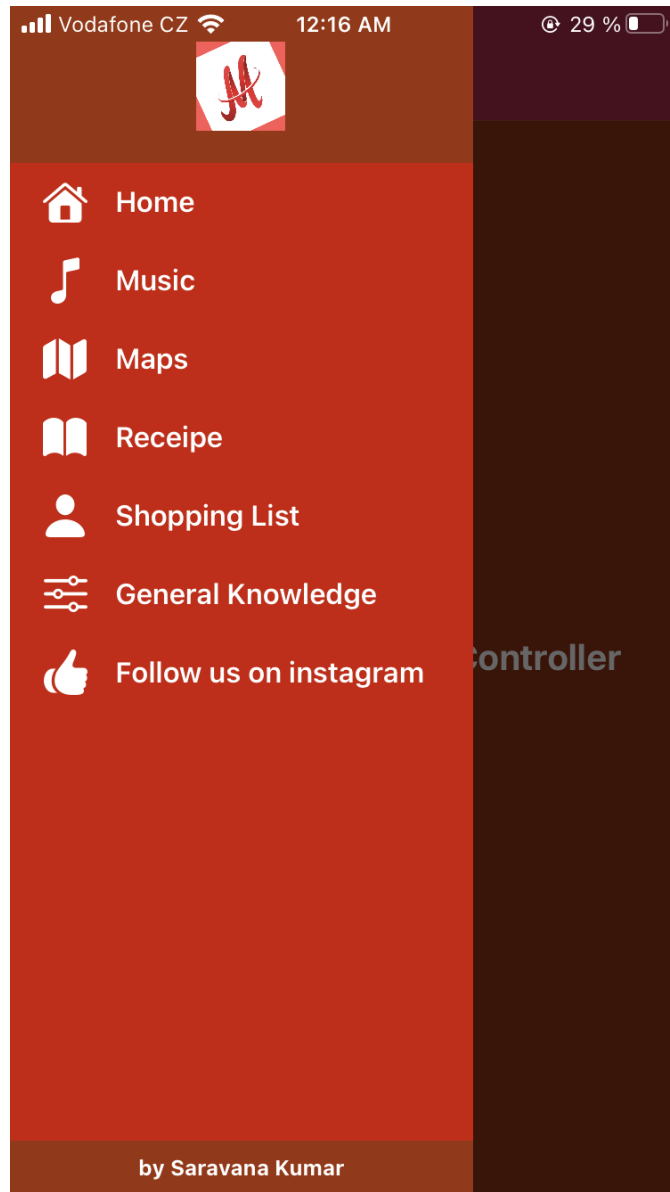 Vodafone CZ 12:16 AM 29 %
M
Home
Music
Maps
Receipe
Shopping List
General Knowledge
Controller
Follow us on instagram
by Saravana Kumar